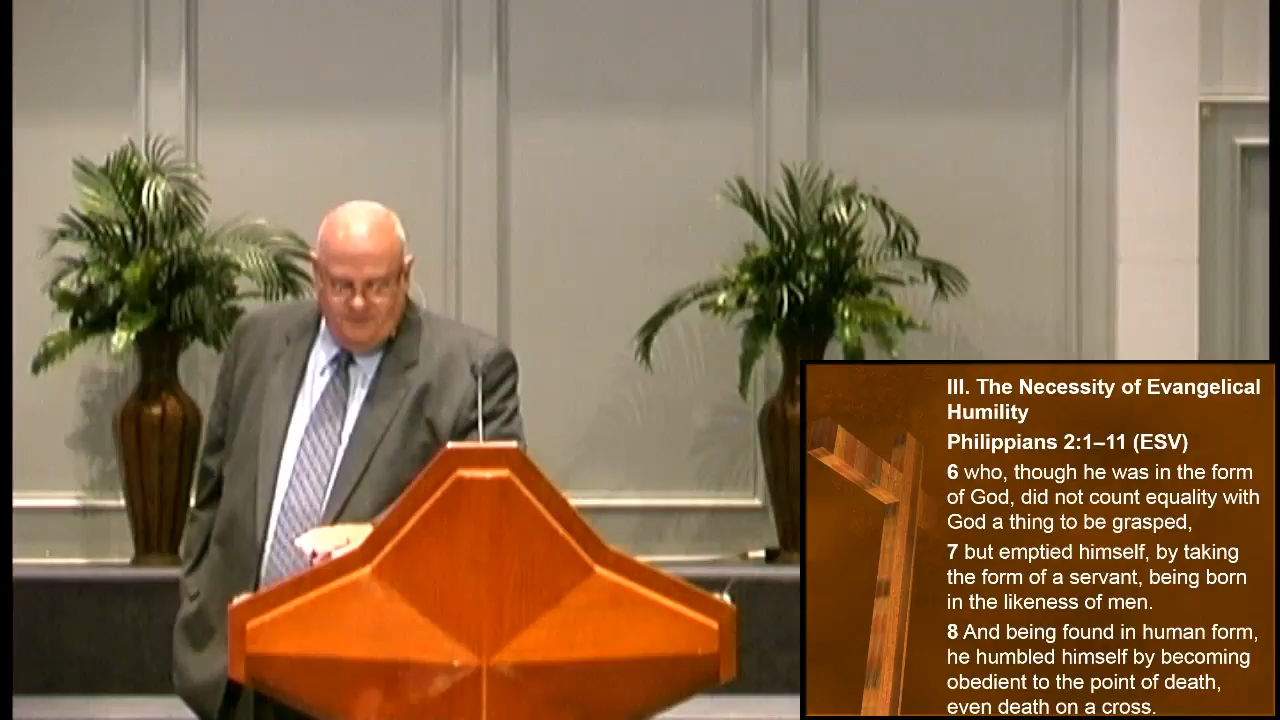 III. The Necessity of Evangelical
Humility
Philippians 2:1–11 (ESV)
6 who, though he was in the form
of God, did not count equality with
God a thing to be grasped,
7 but emptied himself, by taking
the form of a servant, being born
in the likeness of men.
8 And being found in human form,
he humbled himself by becoming
obedient to the point of death,
even death on a cross.